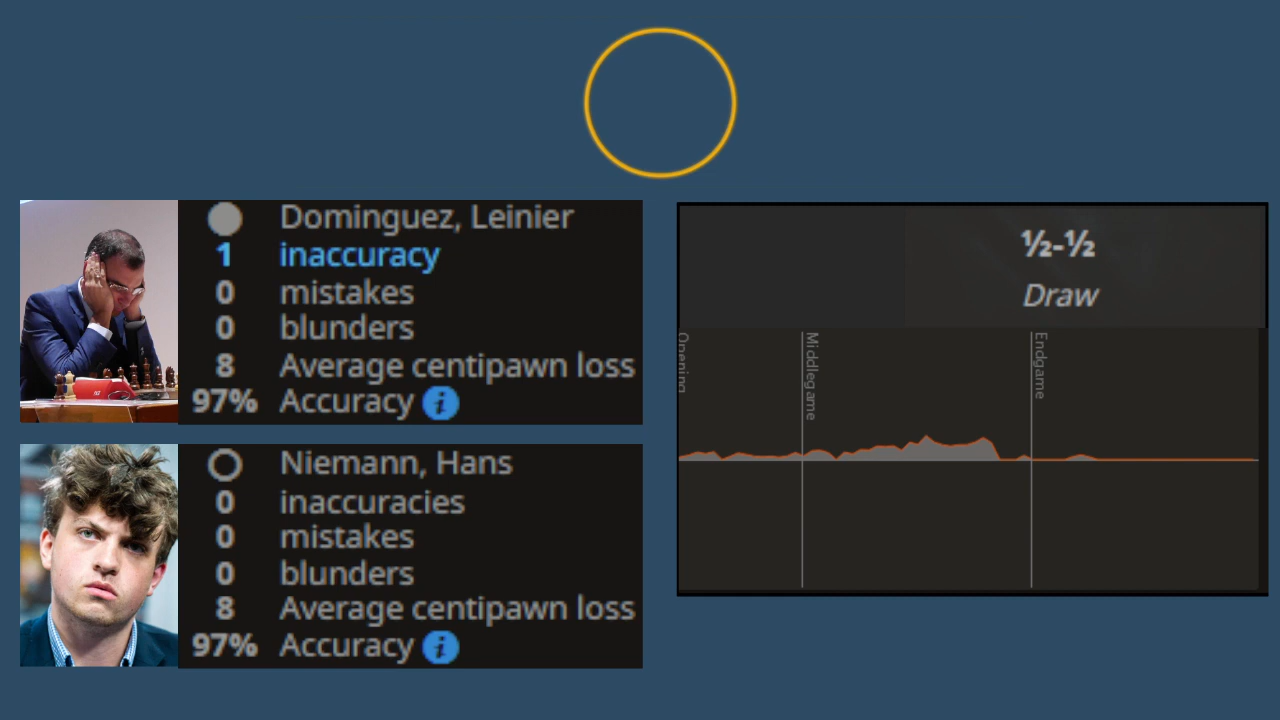 Dominguez, Leinier
1 inaccuracy
0 mistakes
0 blunders
8 Average centipawn loss
97% Accuracy i
Niemann, Hans
0 inaccuracies
0 mistakes
0 blunders
8 Average centipawn loss
97% Accuracy i
½-½
Draw
Opening
Middlegame
Endgame